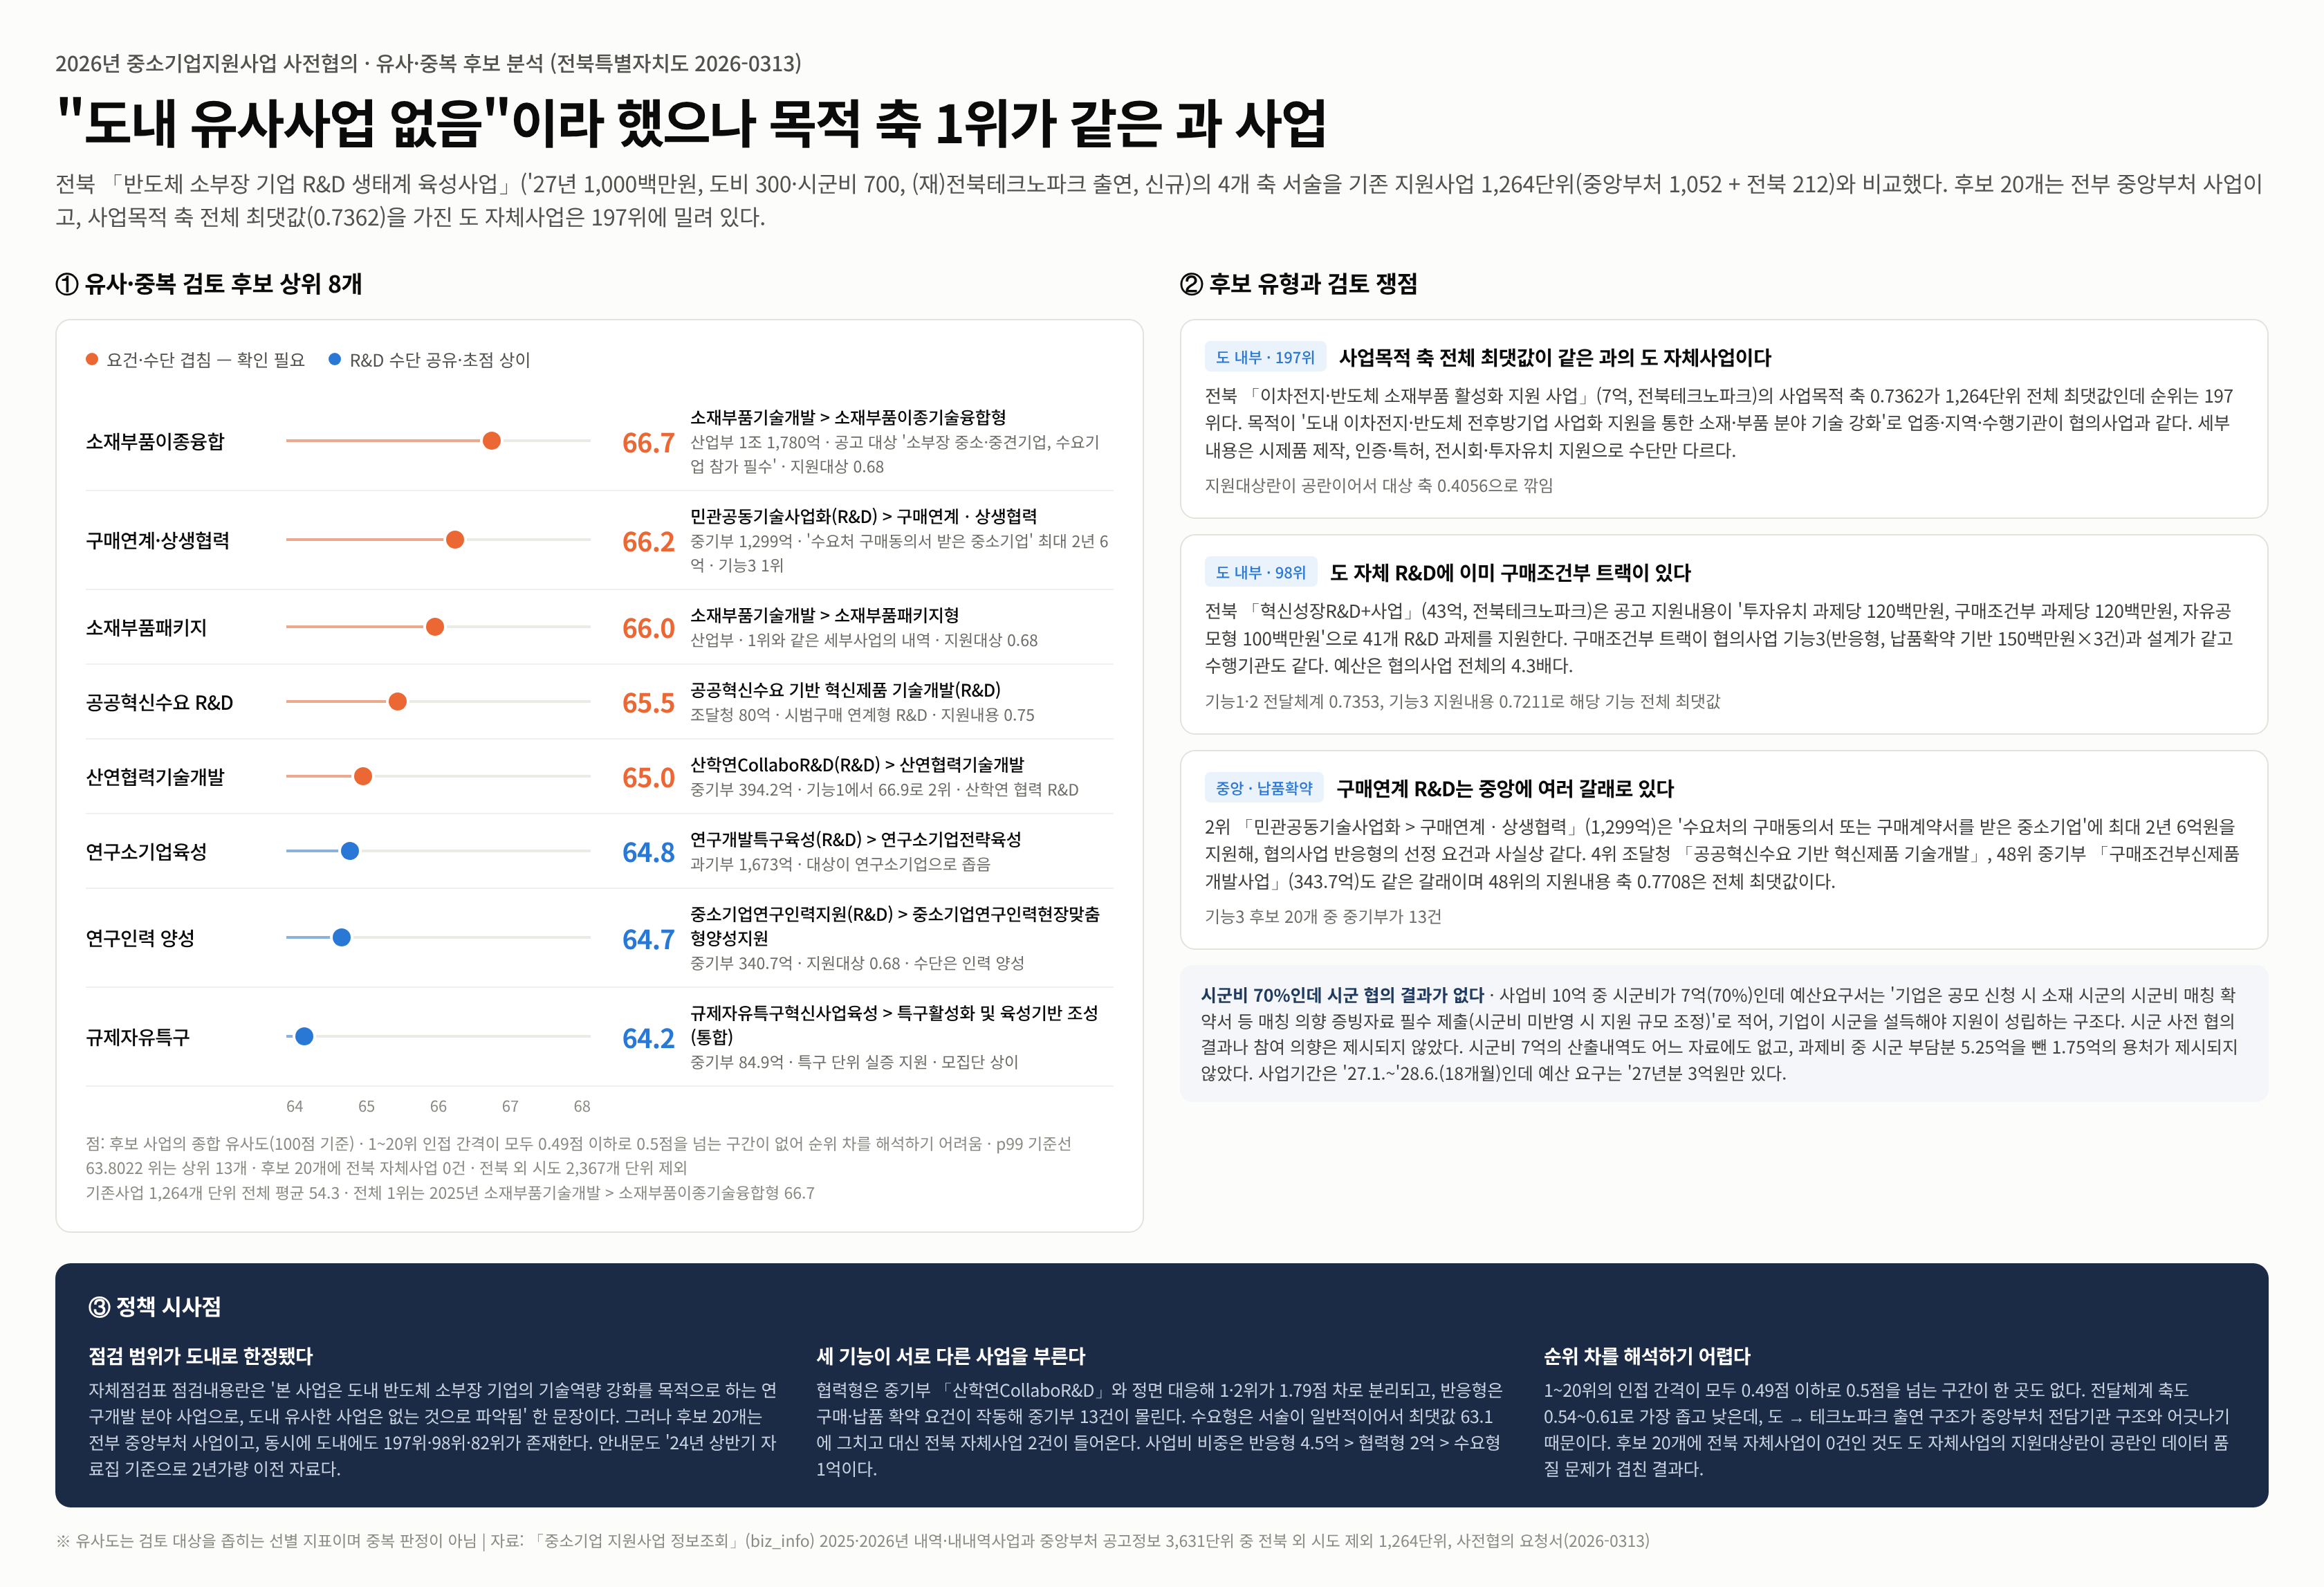 2026년 중소기업지원사업 사전협의 · 유사·중복 후보 분석 (전북특별자치도 2026-0313)
"도내 유사사업 없음"이라 했으나 목적 축 1위가 같은 과 사업
전북 「반도체 소부장 기업 R&D 생태계 육성사업」('27년 1,000백만원, 도비 300·시군비 700, (재)전북테크노파크 출연, 신규)의 4개 축 서술을 기존 지원사업 1,264단위(중앙부처 1,052 + 전북 212)와 비교했다. 후보 20개는 전부 중앙부처 사업이
고, 사업목적 축 전체 최댓값(0.7362)을 가진 도 자체사업은 197위에 밀려 있다.
① 유사·중복 검토 후보 상위 8개
요건·수단 겹침 — 확인 필요
R&D 수단 공유·초점 상이
소재부품이종융합
66.7
소재부품기술개발 > 소재부품이종기술융합형
산업부 1조 1,780억 · 공고 대상 '소부장 중소·중견기업, 수요기
업 참가 필수' · 지원대상 0.68
구매연계·상생협력
66.2
민관공동기술사업화(R&D) > 구매연계 · 상생협력
중기부 1,299억 · '수요처 구매동의서 받은 중소기업' 최대 2년 6
억 · 기능3 1위
소재부품패키지
66.0
소재부품기술개발 > 소재부품패키지형
산업부 · 1위와 같은 세부사업의 내역 · 지원대상 0.68
공공혁신수요 R&D
65.5
공공혁신수요 기반 혁신제품 기술개발(R&D)
조달청 80억 · 시범구매 연계형 R&D · 지원내용 0.75
산연협력기술개발
65.0
산학연CollaboR&D(R&D) > 산연협력기술개발
중기부 394.2억 · 기능1에서 66.9로 2위 · 산학연 협력 R&D
연구소기업육성
64.8
연구개발특구육성(R&D) > 연구소기업전략육성
과기부 1,673억 · 대상이 연구소기업으로 좁음
연구인력 양성
64.7
중소기업연구인력지원(R&D) > 중소기업연구인력현장맞춤
형양성지원
중기부 340.7억 · 지원대상 0.68 · 수단은 인력 양성
규제자유특구
64.2
규제자유특구혁신사업육성 > 특구활성화 및 육성기반 조성
(통합)
중기부 84.9억 · 특구 단위 실증 지원 · 모집단 상이
64 65 66 67 68
점: 후보 사업의 종합 유사도(100점 기준) · 1~20위 인접 간격이 모두 0.49점 이하로 0.5점을 넘는 구간이 없어 순위 차를 해석하기 어려움 · p99 기준선
63.8022 위는 상위 13개 · 후보 20개에 전북 자체사업 0건 · 전북 외 시도 2,367개 단위 제외
기존사업 1,264개 단위 전체 평균 54.3 · 전체 1위는 2025년 소재부품기술개발 > 소재부품이종기술융합형 66.7
② 후보 유형과 검토 쟁점
도 내부 · 197위
사업목적 축 전체 최댓값이 같은 과의 도 자체사업이다
전북 「이차전지·반도체 소재부품 활성화 지원 사업」(7억, 전북테크노파크)의 사업목적 축 0.7362가 1,264단위 전체 최댓값인데 순위는 197
위다. 목적이 '도내 이차전지·반도체 전후방기업 사업화 지원을 통한 소재·부품 분야 기술 강화'로 업종·지역·수행기관이 협의사업과 같다. 세부
내용은 시제품 제작, 인증·특허, 전시회·투자유치 지원으로 수단만 다르다.
지원대상란이 공란이어서 대상 축 0.4056으로 깎임
도 내부 · 98위
도 자체 R&D에 이미 구매조건부 트랙이 있다
전북 「혁신성장R&D+사업」(43억, 전북테크노파크)은 공고 지원내용이 '투자유치 과제당 120백만원, 구매조건부 과제당 120백만원, 자유공
모형 100백만원'으로 41개 R&D 과제를 지원한다. 구매조건부 트랙이 협의사업 기능3(반응형, 납품확약 기반 150백만원×3건)과 설계가 같고
수행기관도 같다. 예산은 협의사업 전체의 4.3배다.
기능1·2 전달체계 0.7353, 기능3 지원내용 0.7211로 해당 기능 전체 최댓값
중앙 · 납품확약
구매연계 R&D는 중앙에 여러 갈래로 있다
2위 「민관공동기술사업화 > 구매연계 · 상생협력」(1,299억)은 '수요처의 구매동의서 또는 구매계약서를 받은 중소기업'에 최대 2년 6억원을
지원해, 협의사업 반응형의 선정 요건과 사실상 같다. 4위 조달청 「공공혁신수요 기반 혁신제품 기술개발」, 48위 중기부 「구매조건부신제품
개발사업」(343.7억)도 같은 갈래이며 48위의 지원내용 축 0.7708은 전체 최댓값이다.
기능3 후보 20개 중 중기부가 13건
시군비 70%인데 시군 협의 결과가 없다 · 사업비 10억 중 시군비가 7억(70%)인데 예산요구서는 '기업은 공모 신청 시 소재 시군의 시군비 매칭 확
약서 등 매칭 의향 증빙자료 필수 제출(시군비 미반영 시 지원 규모 조정)'로 적어, 기업이 시군을 설득해야 지원이 성립하는 구조다. 시군 사전 협의
결과나 참여 의향은 제시되지 않았다. 시군비 7억의 산출내역도 어느 자료에도 없고, 과제비 중 시군 부담분 5.25억을 뺀 1.75억의 용처가 제시되지
않았다. 사업기간은 '27.1.~'28.6.(18개월)인데 예산 요구는 '27년분 3억원만 있다.
③ 정책 시사점
점검 범위가 도내로 한정됐다
자체점검표 점검내용란은 '본 사업은 도내 반도체 소부장 기업의 기술역량 강화를 목적으로 하는 연
구개발 분야 사업으로, 도내 유사한 사업은 없는 것으로 파악됨' 한 문장이다. 그러나 후보 20개는
전부 중앙부처 사업이고, 동시에 도내에도 197위·98위·82위가 존재한다. 안내문도 '24년 상반기 자
료집 기준으로 2년가량 이전 자료다.
세 기능이 서로 다른 사업을 부른다
협력형은 중기부 「산학연CollaboR&D」와 정면 대응해 1·2위가 1.79점 차로 분리되고, 반응형은
구매·납품 확약 요건이 작동해 중기부 13건이 몰린다. 수요형은 서술이 일반적이어서 최댓값 63.1
에 그치고 대신 전북 자체사업 2건이 들어온다. 사업비 비중은 반응형 4.5억 > 협력형 2억 > 수요형
1억이다.
순위 차를 해석하기 어렵다
1~20위의 인접 간격이 모두 0.49점 이하로 0.5점을 넘는 구간이 한 곳도 없다. 전달체계 축도
0.54~0.61로 가장 좁고 낮은데, 도 → 테크노파크 출연 구조가 중앙부처 전담기관 구조와 어긋나기
때문이다. 후보 20개에 전북 자체사업이 0건인 것도 도 자체사업의 지원대상란이 공란인 데이터 품
질 문제가 겹친 결과다.
※ 유사도는 검토 대상을 좁히는 선별 지표이며 중복 판정이 아님 | 자료: 「중소기업 지원사업 정보조회」(biz_info) 2025·2026년 내역·내내역사업과 중앙부처 공고정보 3,631단위 중 전북 외 시도 제외 1,264단위, 사전협의 요청서(2026-0313)